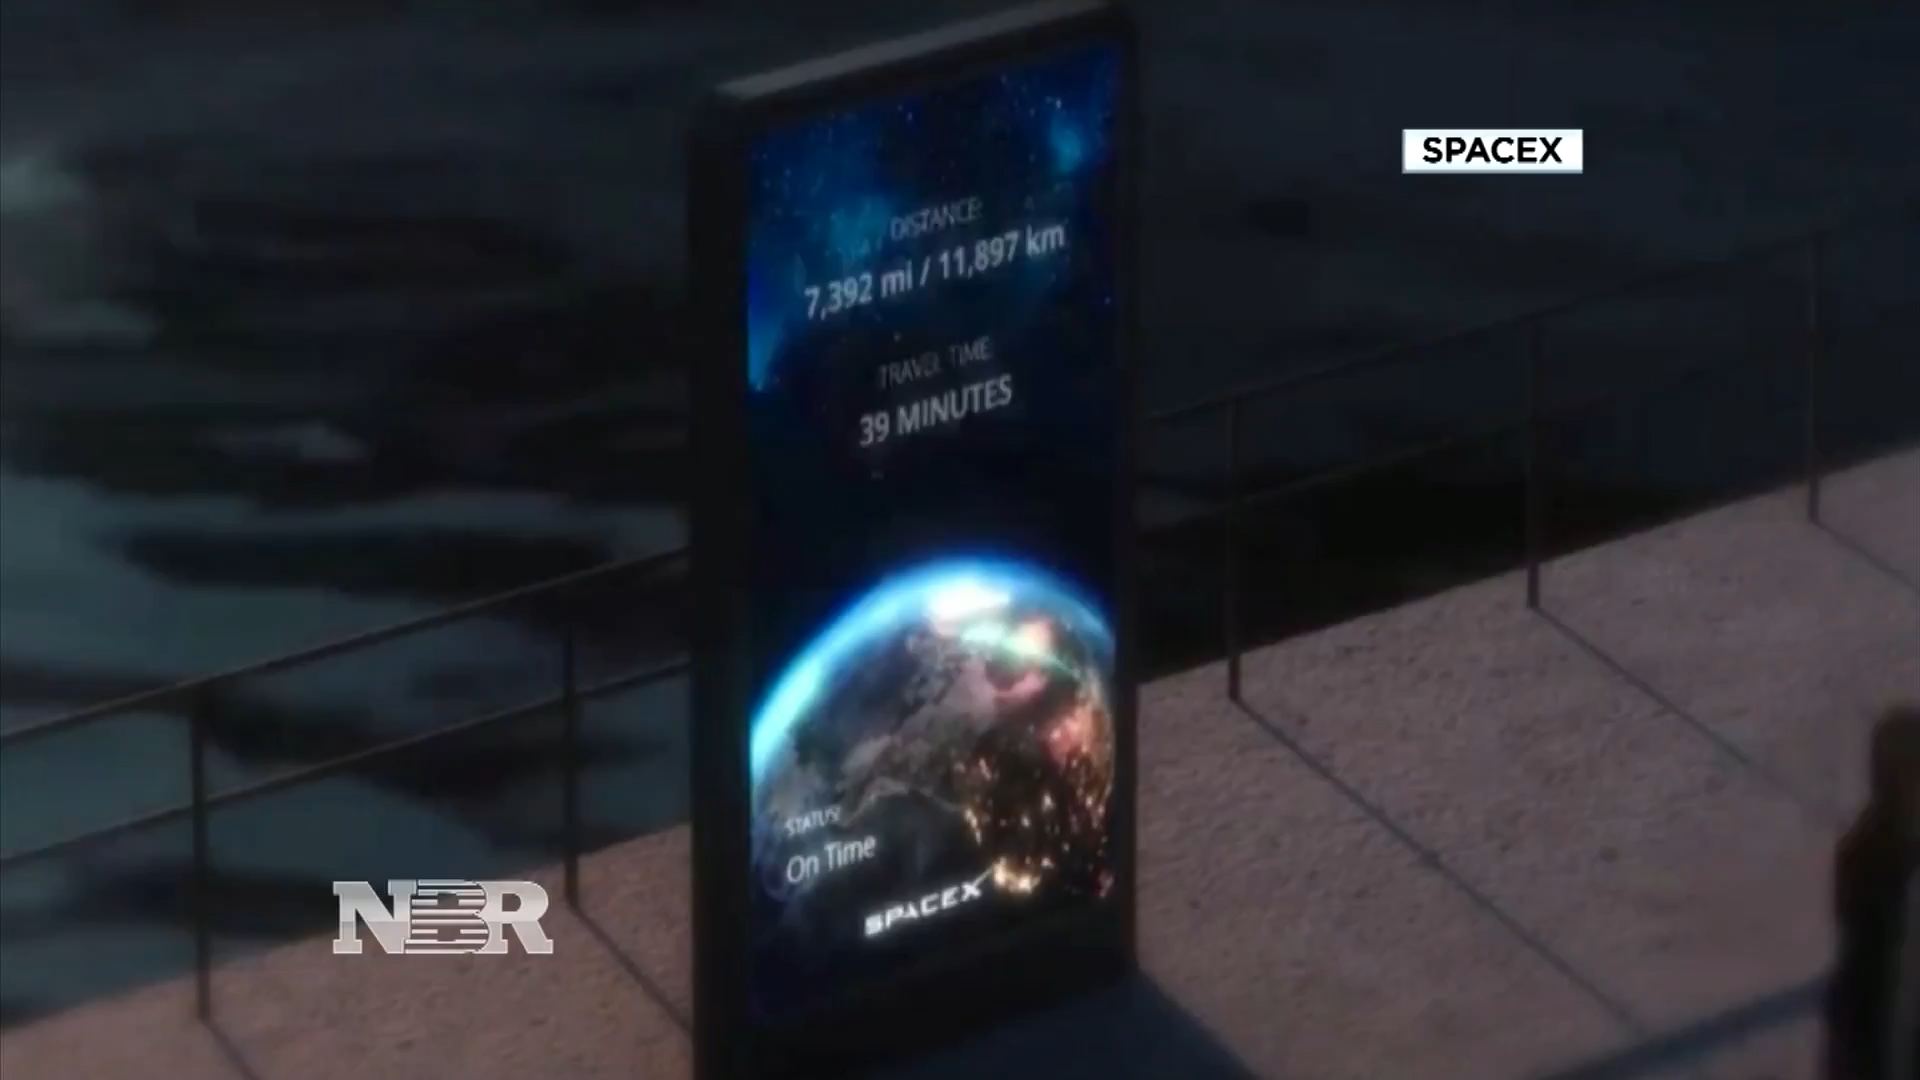 SPACEX
DISTANCE:
7,392 mi / 11,897 km
TRAVEL TIME:
39 MINUTES
STATUS:
On Time
SPACEX
NBR